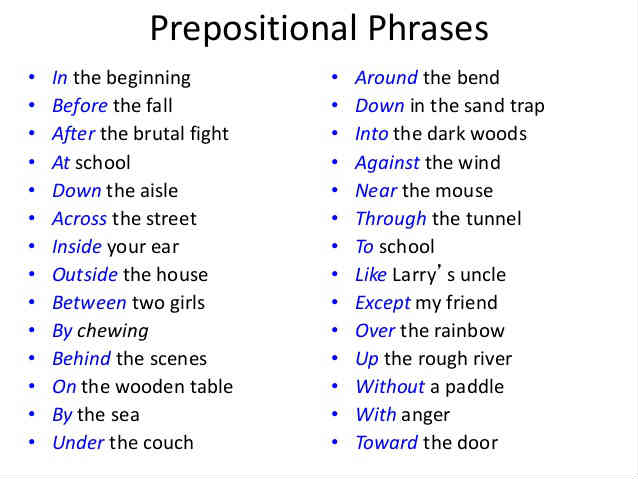 Prepositional Phrases
• In the beginning
• Before the fall
• After the brutal fight
• At school
• Down the aisle
• Across the street
• Inside your ear
• Outside the house
• Between two girls
• By chewing
• Behind the scenes
• On the wooden table
• By the sea
• Under the couch
• Around the bend
• Down in the sand trap
• Into the dark woods
• Against the wind
• Near the mouse
• Through the tunnel
• To school
• Like Larry’s uncle
• Except my friend
• Over the rainbow
• Up the rough river
• Without a paddle
• With anger
• Toward the door